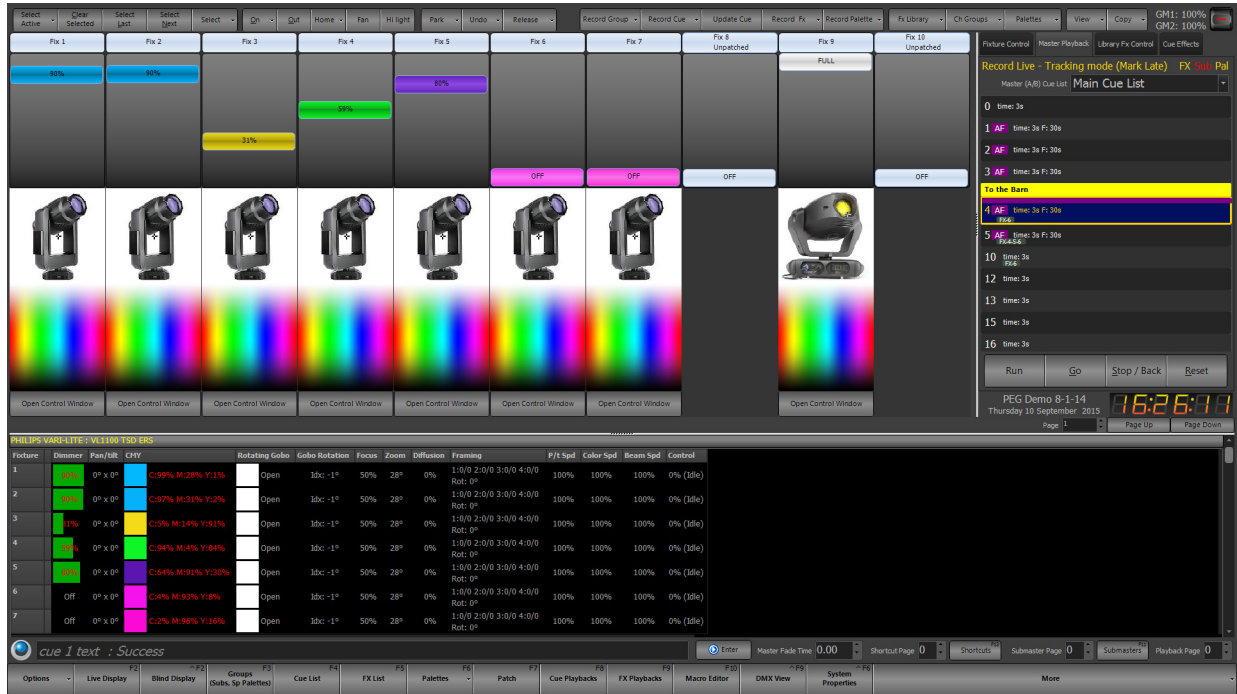 Select Active
Clear Selected
Select Last
Select Next
Select
On
Out
Home
Fan
Hi light
Park
Undo
Release
Record Group
Record Cue
Update Cue
Record Fx
Record Palette
Fx Library
Ch Groups
Palettes
View
Copy
GM1: 100%
GM2: 100%
Fix 1
Fix 2
Fix 3
Fix 4
Fix 5
Fix 6
Fix 7
Fix 8
Unpatched
Fix 9
Fix 10
Unpatched
90%
90%
31%
59%
80%
OFF
OFF
OFF
FULL
OFF
Open Control Window
Open Control Window
Open Control Window
Open Control Window
Open Control Window
Open Control Window
Open Control Window
Open Control Window
Fixture Control
Master Playback
Library Fx Control
Cue Effects
Record Live - Tracking mode (Mark Late) FX Sub Pal
Master (A/B) Cue List
Main Cue List
0 time: 3s
1 AF time: 3s F: 30s
2 AF time: 3s F: 30s
3 AF time: 3s F: 30s
To the Barn
4 AF time: 3s F: 30s
FX-6
5 AF time: 3s F: 30s
FX-4-5-6
10 time: 3s
FX-6
12 time: 3s
13 time: 3s
15 time: 3s
16 time: 3s
Run
Go
Stop / Back
Reset
PEG Demo 8-1-14
Thursday 10 September 2015
16:26:11
Page 1
Page Up
Page Down
PHILIPS VARI-LITE : VL1100 TSD ERS
Fixture Dimmer Pan/tilt CMY Rotating Gobo Gobo Rotation Focus Zoom Diffusion Framing P/t Spd Color Spd Beam Spd Control
1 90% 0° x 0° C:99% M:28% Y:1% Open Idx: -1° 50% 28° 0% 1:0/0 2:0/0 3:0/0 4:0/0 Rot: 0° 100% 100% 100% 0% (Idle)
2 90% 0° x 0° C:97% M:31% Y:2% Open Idx: -1° 50% 28° 0% 1:0/0 2:0/0 3:0/0 4:0/0 Rot: 0° 100% 100% 100% 0% (Idle)
3 31% 0° x 0° C:5% M:14% Y:91% Open Idx: -1° 50% 28° 0% 1:0/0 2:0/0 3:0/0 4:0/0 Rot: 0° 100% 100% 100% 0% (Idle)
4 59% 0° x 0° C:94% M:4% Y:84% Open Idx: -1° 50% 28° 0% 1:0/0 2:0/0 3:0/0 4:0/0 Rot: 0° 100% 100% 100% 0% (Idle)
5 80% 0° x 0° C:64% M:91% Y:30% Open Idx: -1° 50% 28° 0% 1:0/0 2:0/0 3:0/0 4:0/0 Rot: 0° 100% 100% 100% 0% (Idle)
6 Off 0° x 0° C:4% M:93% Y:8% Open Idx: -1° 50% 28° 0% 1:0/0 2:0/0 3:0/0 4:0/0 Rot: 0° 100% 100% 100% 0% (Idle)
7 Off 0° x 0° C:2% M:96% Y:16% Open Idx: -1° 50% 28° 0% 1:0/0 2:0/0 3:0/0 4:0/0 Rot: 0° 100% 100% 100% 0% (Idle)
cue 1 text : Success
Enter
Master Fade Time 0.00
Shortcut Page 0
Shortcuts F12
Submaster Page 0
Submasters F11
Playback Page 0
Options
Live Display F2
Blind Display ^F2
Groups (Subs, Sp Palettes) F3
Cue List F4
FX List F5
Palettes F6
Patch F7
Cue Playbacks F8
FX Playbacks F9
Macro Editor F10
DMX View ^F9
System Properties ^F6
More